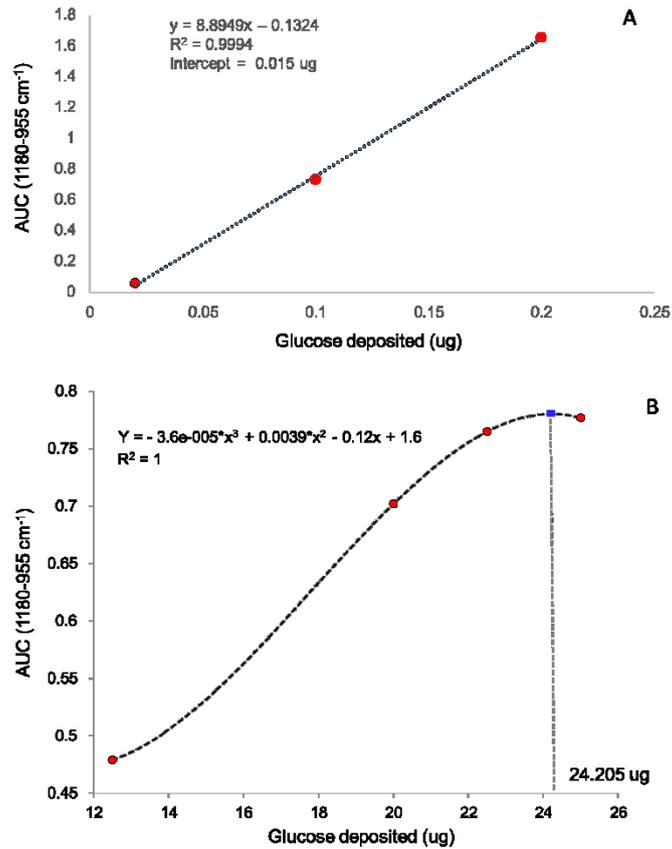 A
y = 8.8949x – 0.1324
R² = 0.9994
Intercept = 0.015 ug
1.8
1.6
1.4
1.2
1
0.8
0.6
0.4
0.2
0
AUC (1180-955 cm⁻¹)
0 0.05 0.1 0.15 0.2 0.25
Glucose deposited (ug)
B
Y = - 3.6e-005*x³ + 0.0039*x² - 0.12x + 1.6
R² = 1
0.8
0.75
0.7
0.65
0.6
0.55
0.5
0.45
AUC (1180-955 cm⁻¹)
24.205 ug
12 14 16 18 20 22 24 26
Glucose deposited (ug)